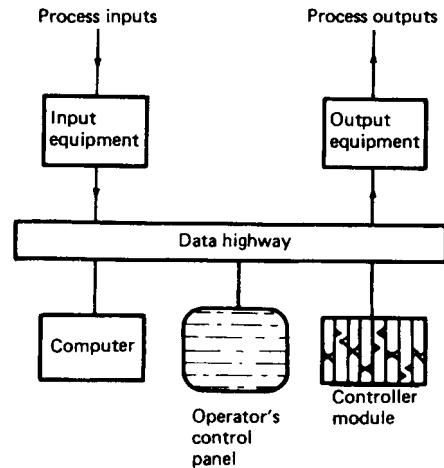 Process inputs
Process outputs
Input
equipment
Output
equipment
Data highway
Computer
Operator's
control
panel
Controller
module